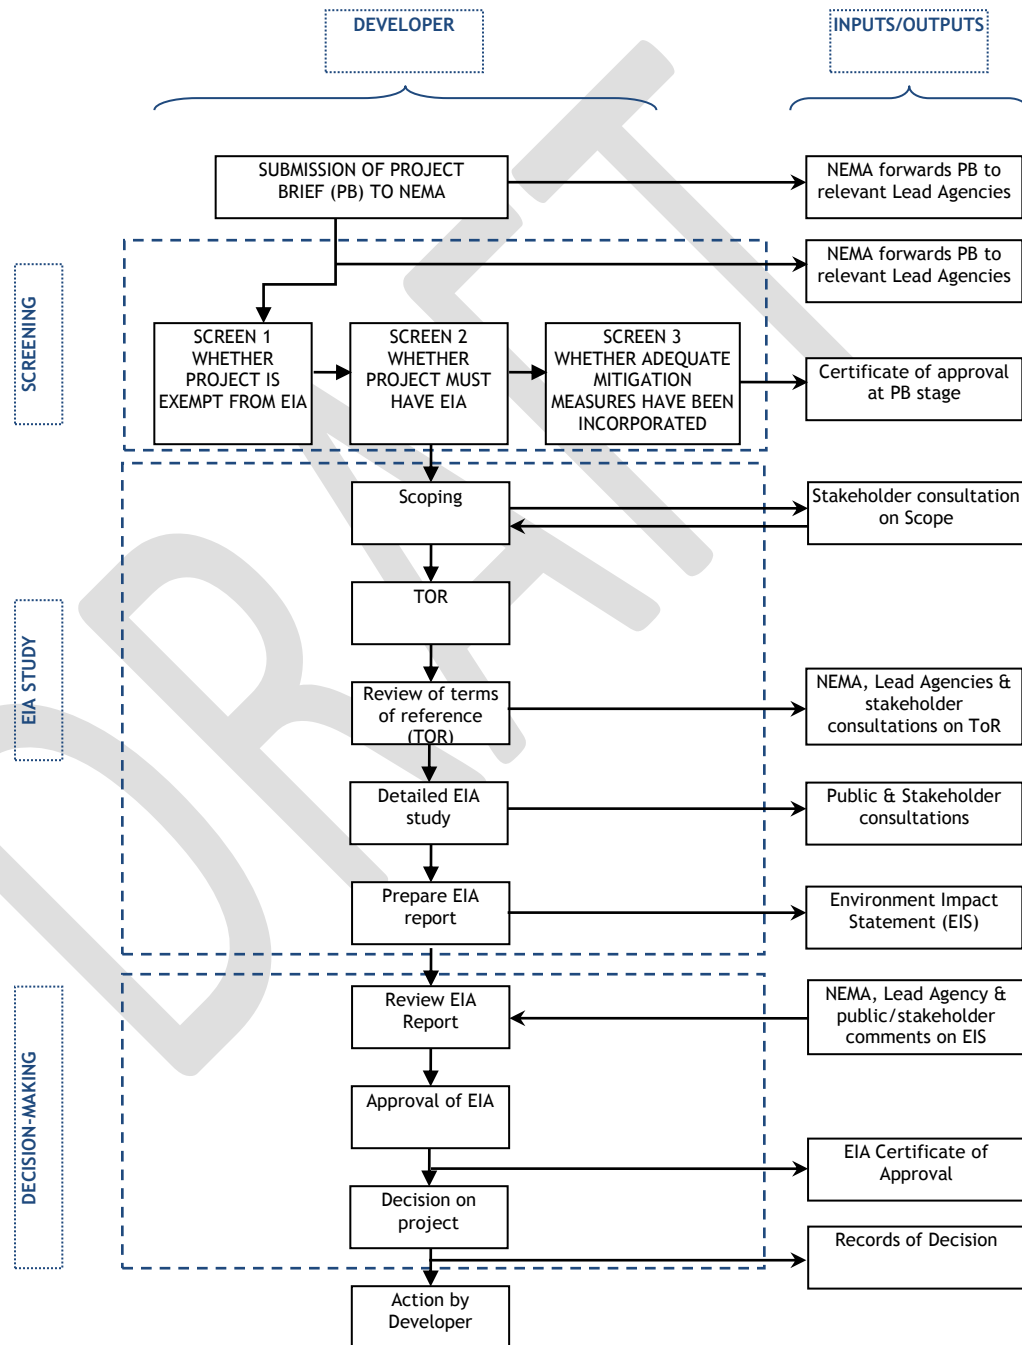 DEVELOPER
INPUTS/OUTPUTS
SUBMISSION OF PROJECT
BRIEF (PB) TO NEMA
NEMA forwards PB to
relevant Lead Agencies
NEMA forwards PB to
relevant Lead Agencies
SCREENING
SCREEN 1
WHETHER
PROJECT IS
EXEMPT FROM EIA
SCREEN 2
WHETHER
PROJECT MUST
HAVE EIA
SCREEN 3
WHETHER ADEQUATE
MITIGATION
MEASURES HAVE BEEN
INCORPORATED
Certificate of approval
at PB stage
EIA STUDY
Scoping
Stakeholder consultation
on Scope
TOR
Review of terms
of reference
(TOR)
NEMA, Lead Agencies &
stakeholder
consultations on ToR
Detailed EIA
study
Public & Stakeholder
consultations
Prepare EIA
report
Environment Impact
Statement (EIS)
DECISION-MAKING
Review EIA
Report
NEMA, Lead Agency &
public/stakeholder
comments on EIS
Approval of EIA
EIA Certificate of
Approval
Decision on
project
Records of Decision
Action by
Developer
DRAFT